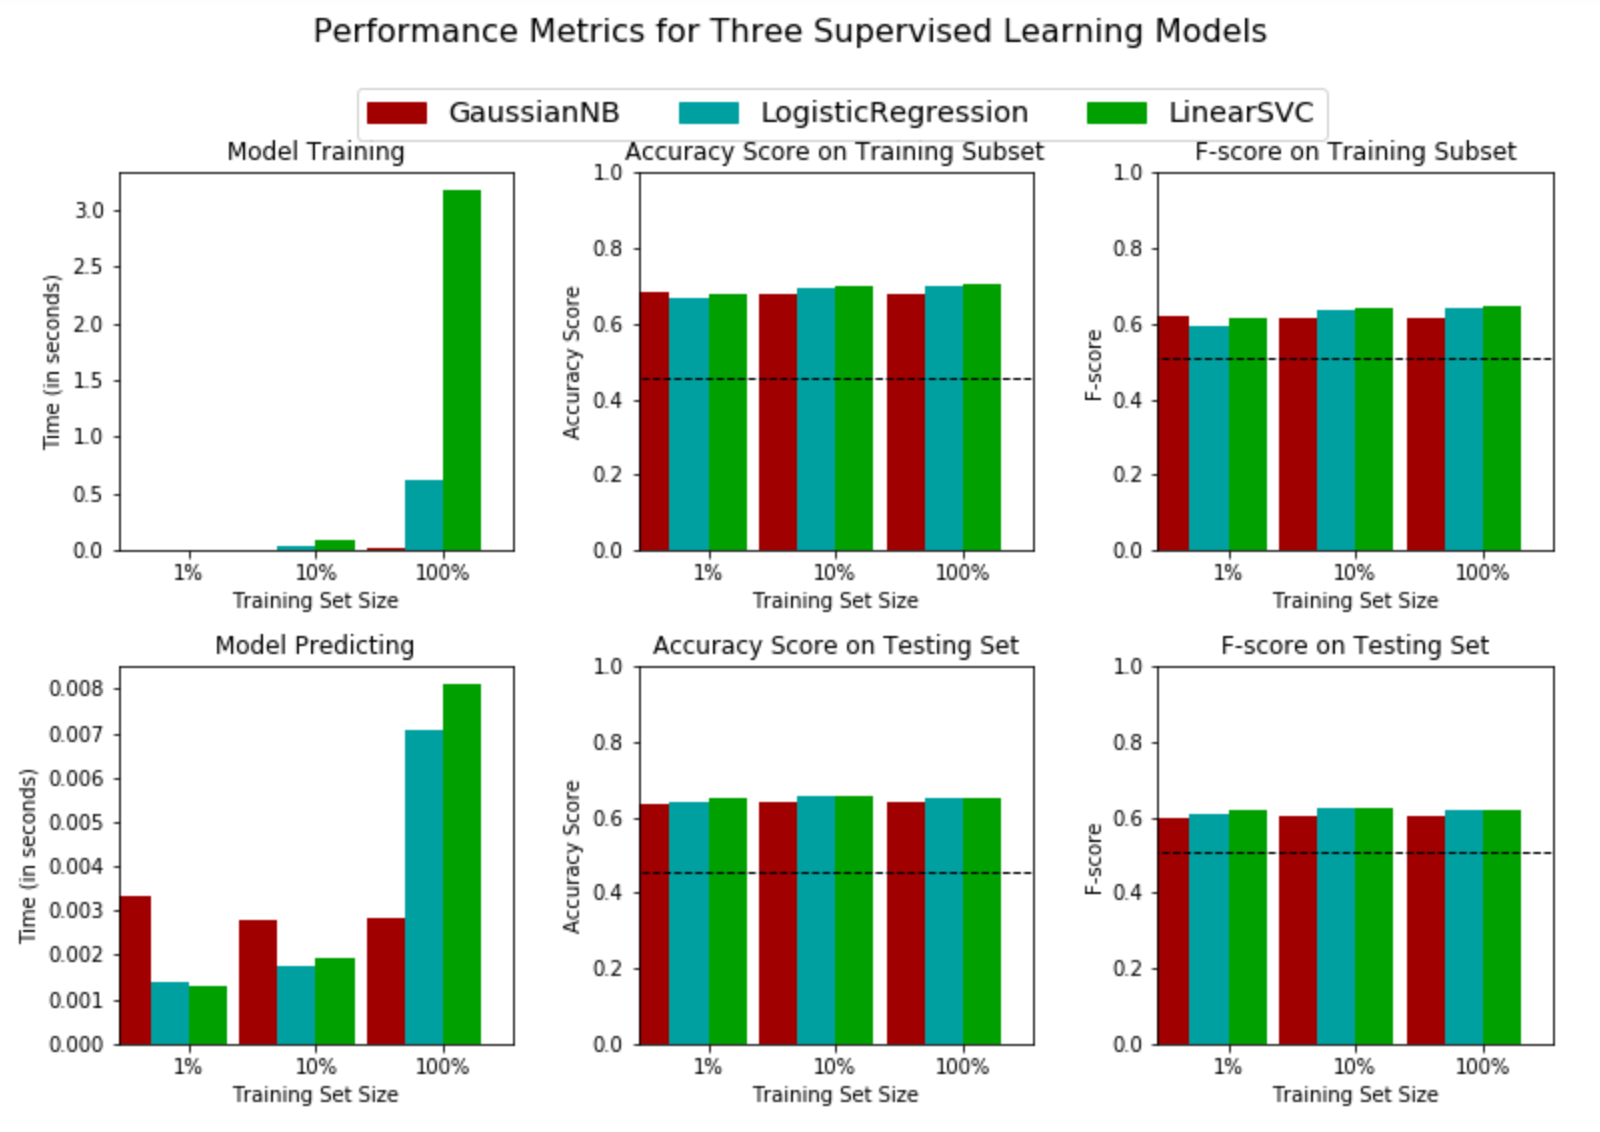 Performance Metrics for Three Supervised Learning Models
GaussianNB LogisticRegression LinearSVC
Model Training
Time (in seconds)
3.0
2.5
2.0
1.5
1.0
0.5
0.0
1% 10% 100%
Training Set Size
Accuracy Score on Training Subset
Accuracy Score
1.0
0.8
0.6
0.4
0.2
0.0
1% 10% 100%
Training Set Size
F-score on Training Subset
F-score
1.0
0.8
0.6
0.4
0.2
0.0
1% 10% 100%
Training Set Size
Model Predicting
Time (in seconds)
0.008
0.007
0.006
0.005
0.004
0.003
0.002
0.001
0.000
1% 10% 100%
Training Set Size
Accuracy Score on Testing Set
Accuracy Score
1.0
0.8
0.6
0.4
0.2
0.0
1% 10% 100%
Training Set Size
F-score on Testing Set
F-score
1.0
0.8
0.6
0.4
0.2
0.0
1% 10% 100%
Training Set Size